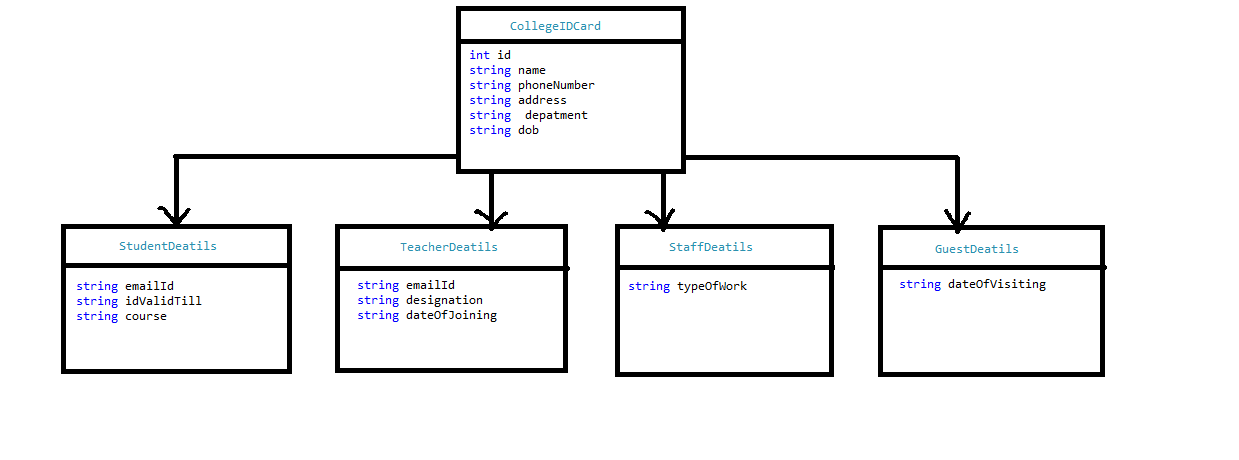 CollegeIDCard
int id
string name
string phoneNumber
string address
string  depatment
string dob
StudentDeatils
string emailId
string idValidTill
string course
TeacherDeatils
string emailId
string designation
string dateOfJoining
StaffDeatils
string typeOfWork
GuestDeatils
string dateOfVisiting